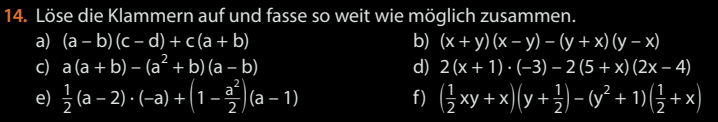 14. Löse die Klammern auf und fasse so weit wie möglich zusammen.
a) (a – b)(c – d) + c(a + b) b) (x + y)(x – y) – (y + x)(y – x)
c) a(a + b) – (a² + b)(a – b) d) 2(x + 1) · (–3) – 2(5 + x)(2x – 4)
e) ½(a – 2) · (–a) + (1 – a²/2)(a – 1) f) (½xy + x)(y + ½) – (y² + 1)(½ + x)